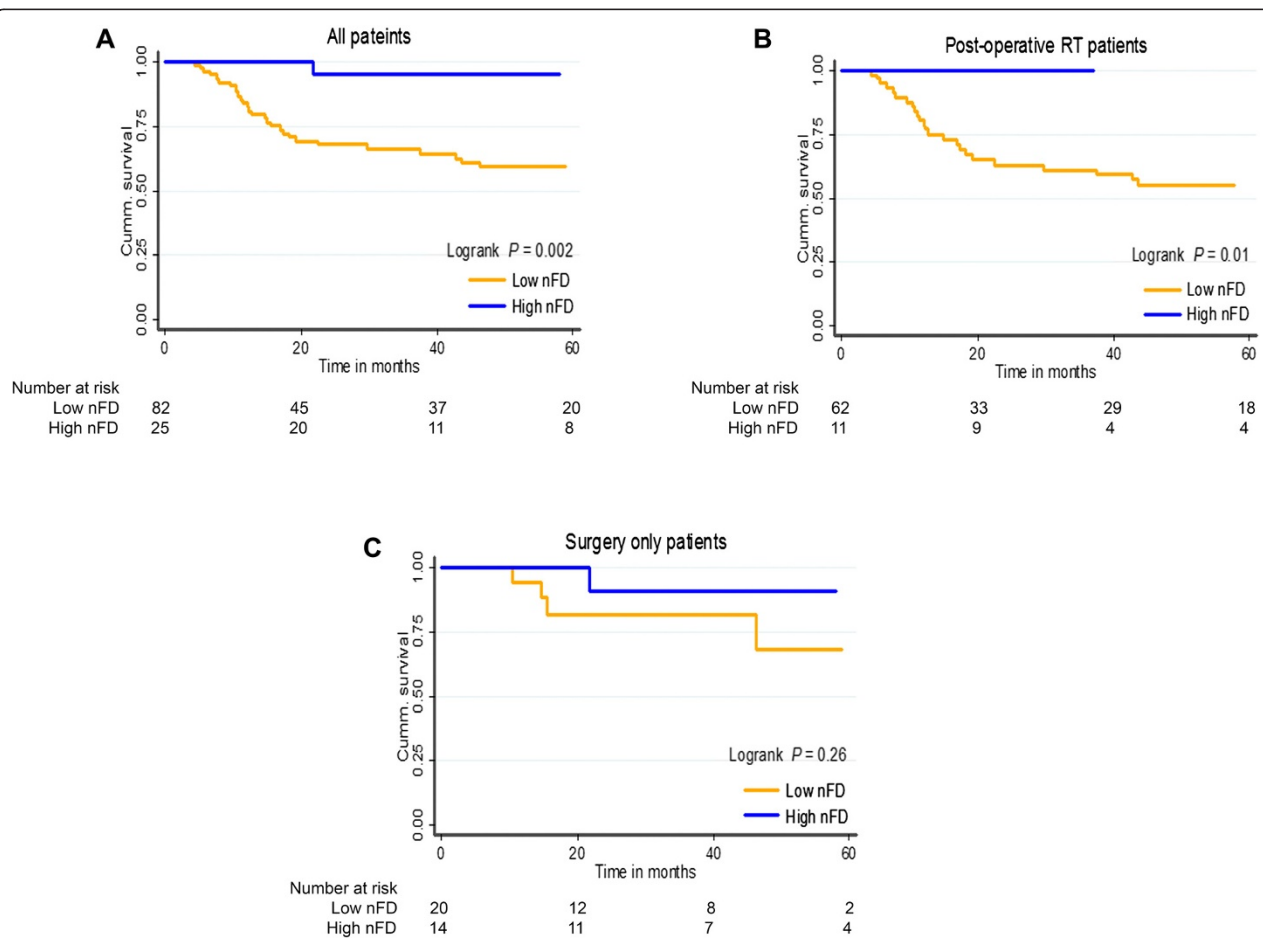 A
All pateints
Cumm. survival
1.00
0.75
0.50
0.25
0.00
Logrank P = 0.002
Low nFD
High nFD
0 20 40 60
Time in months
Number at risk
Low nFD 82 45 37 20
High nFD 25 20 11 8
B
Post-operative RT patients
Cumm. survival
1.00
0.75
0.50
0.25
0.00
Logrank P = 0.01
Low nFD
High nFD
0 20 40 60
Time in months
Number at risk
Low nFD 62 33 29 18
High nFD 11 9 4 4
C
Surgery only patients
Cumm. survival
1.00
0.75
0.50
0.25
0.00
Logrank P = 0.26
Low nFD
High nFD
0 20 40 60
Time in months
Number at risk
Low nFD 20 12 8 2
High nFD 14 11 7 4